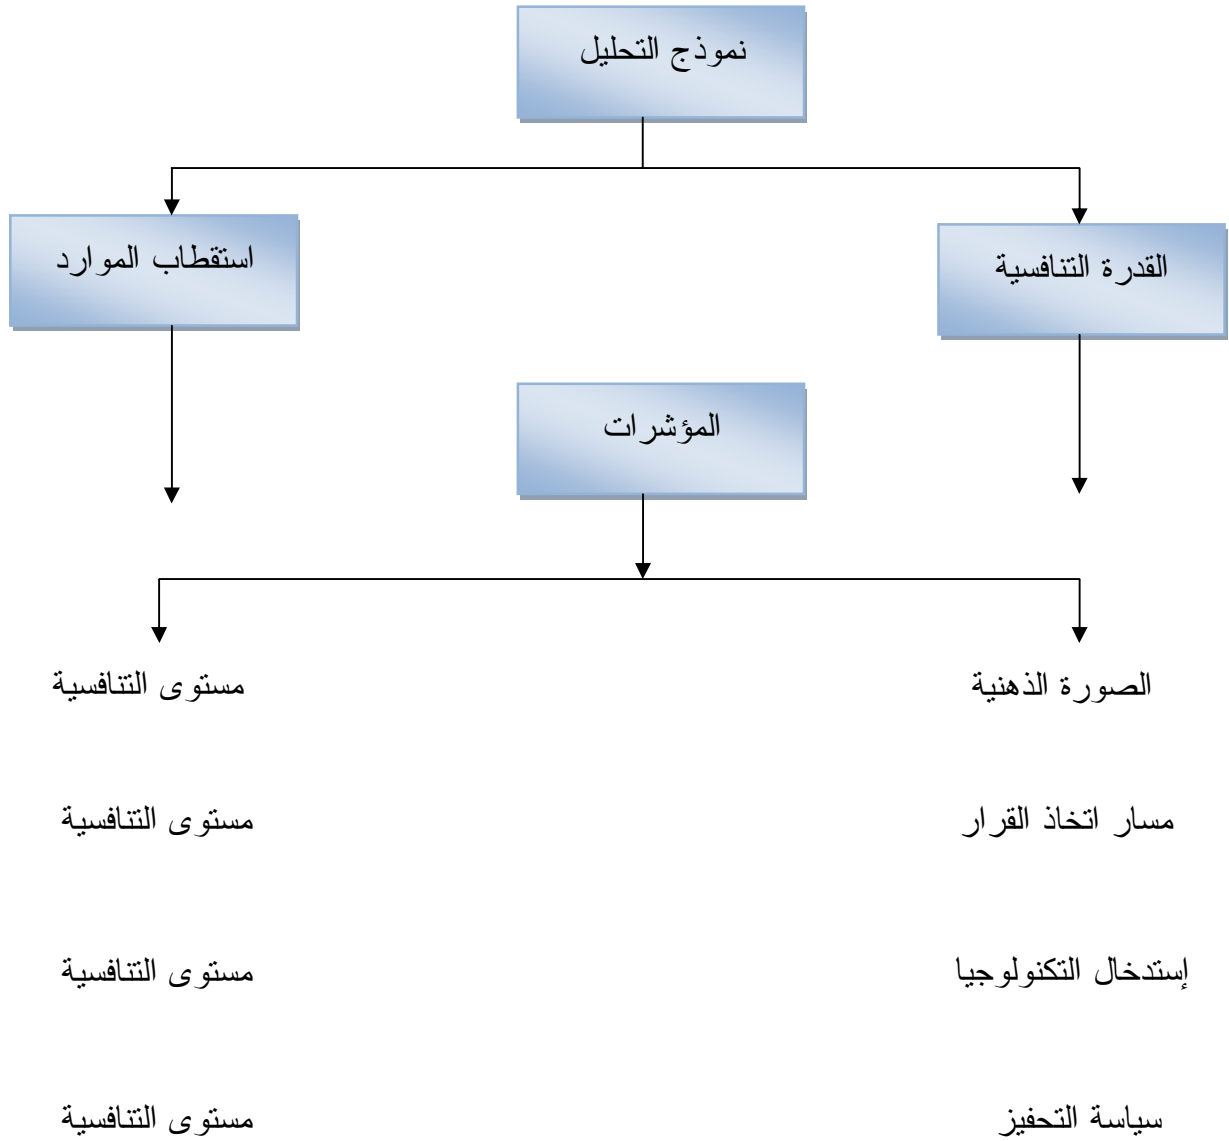 نموذج التحليل
القدرة التنافسية
استقطاب الموارد
المؤشرات
الصورة الذهنية
مستوى التنافسية
مسار اتخاذ القرار
مستوى التنافسية
إستدخال التكنولوجيا
مستوى التنافسية
سياسة التحفيز
مستوى التنافسية